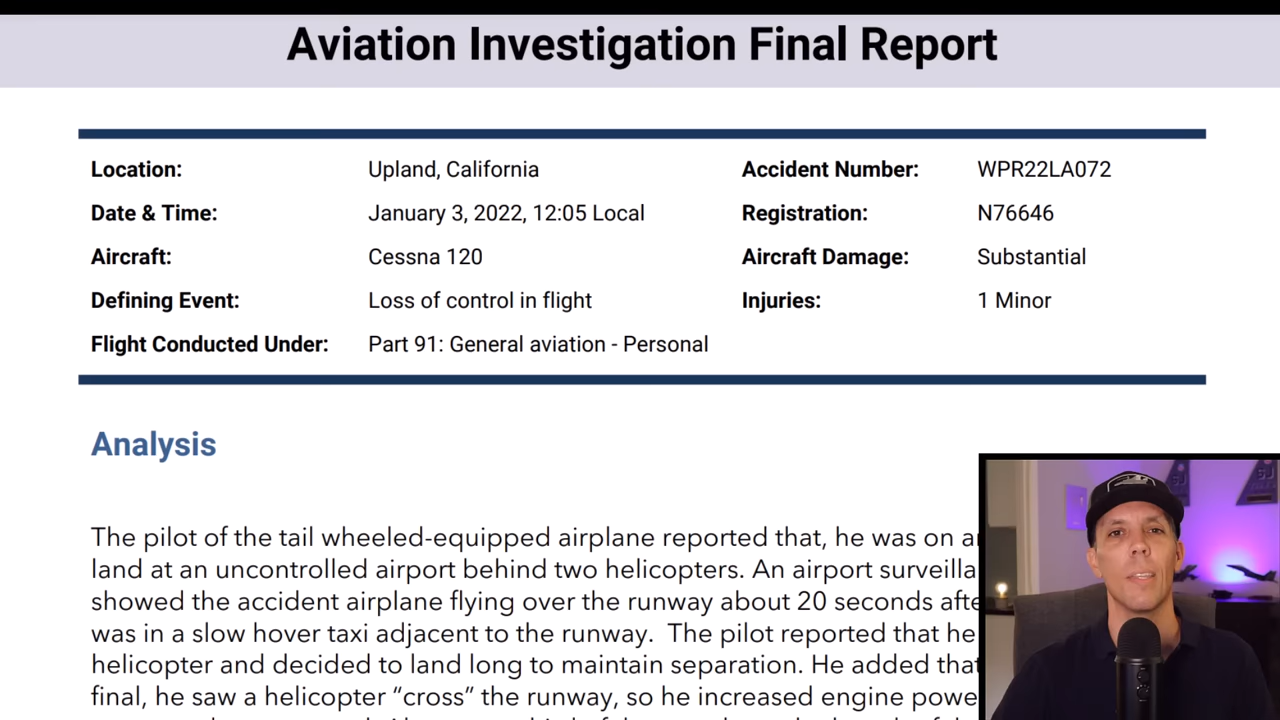 Aviation Investigation Final Report
Location: Upland, California Accident Number: WPR22LA072
Date & Time: January 3, 2022, 12:05 Local Registration: N76646
Aircraft: Cessna 120 Aircraft Damage: Substantial
Defining Event: Loss of control in flight Injuries: 1 Minor
Flight Conducted Under: Part 91: General aviation - Personal
Analysis
The pilot of the tail wheeled-equipped airplane reported that, he was on
land at an uncontrolled airport behind two helicopters. An airport
showed the accident airplane flying over the runway about 20 seconds
was in a slow hover taxi adjacent to the runway. The pilot reported that he
helicopter and decided to land long to maintain separation. He added that
final, he saw a helicopter “cross” the runway, so he increased engine